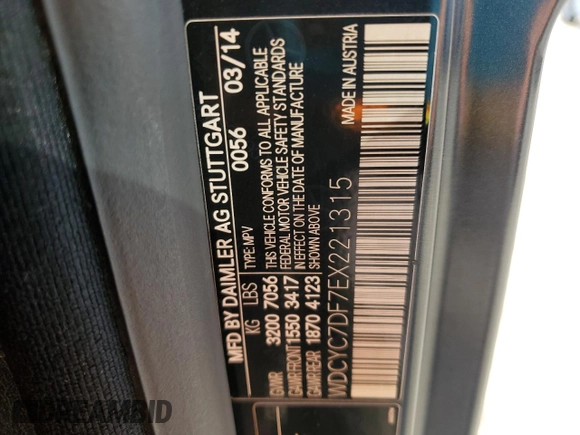 MFD BY DAIMLER AG STUTTGART
0056 03/14
KG LBS TYPE: MPV
GVWR 3200 7056 THIS VEHICLE CONFORMS TO ALL APPLICABLE
GAWR FRONT 1550 3417 FEDERAL MOTOR VEHICLE SAFETY STANDARDS
GAWR REAR 1870 4123 IN EFFECT ON THE DATE OF MANUFACTURE
SHOWN ABOVE
WDCYC7DF7EX221315 MADE IN AUSTRIA